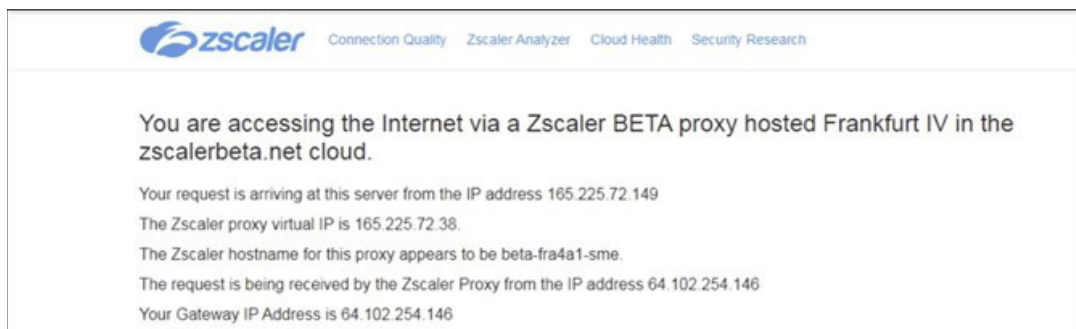 zscaler Connection Quality Zscaler Analyzer Cloud Health Security Research
You are accessing the Internet via a Zscaler BETA proxy hosted Frankfurt IV in the
zscalerbeta.net cloud.
Your request is arriving at this server from the IP address 165.225.72.149
The Zscaler proxy virtual IP is 165.225.72.38.
The Zscaler hostname for this proxy appears to be beta-fra4a1-sme.
The request is being received by the Zscaler Proxy from the IP address 64.102.254.146
Your Gateway IP Address is 64.102.254.146